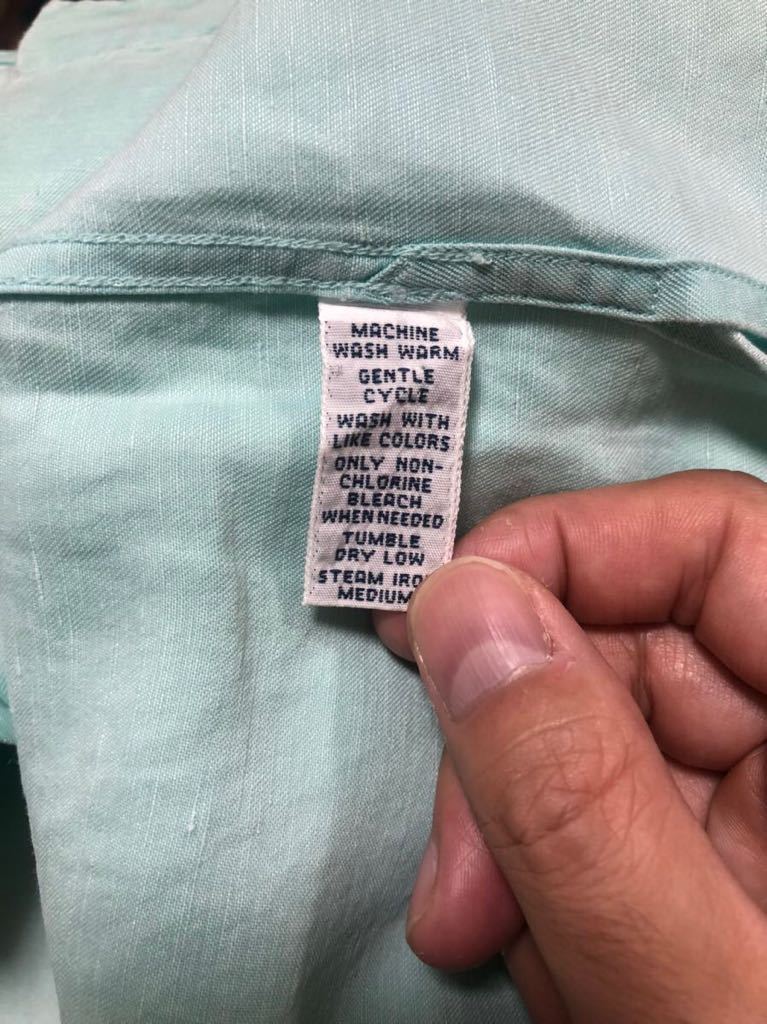 MACHINE
WASH WARM
GENTLE
CYCLE
WASH WITH
LIKE COLORS
ONLY NON-
CHLORINE
BLEACH
WHEN NEEDED
TUMBLE
DRY LOW
STEAM IRON
MEDIUM